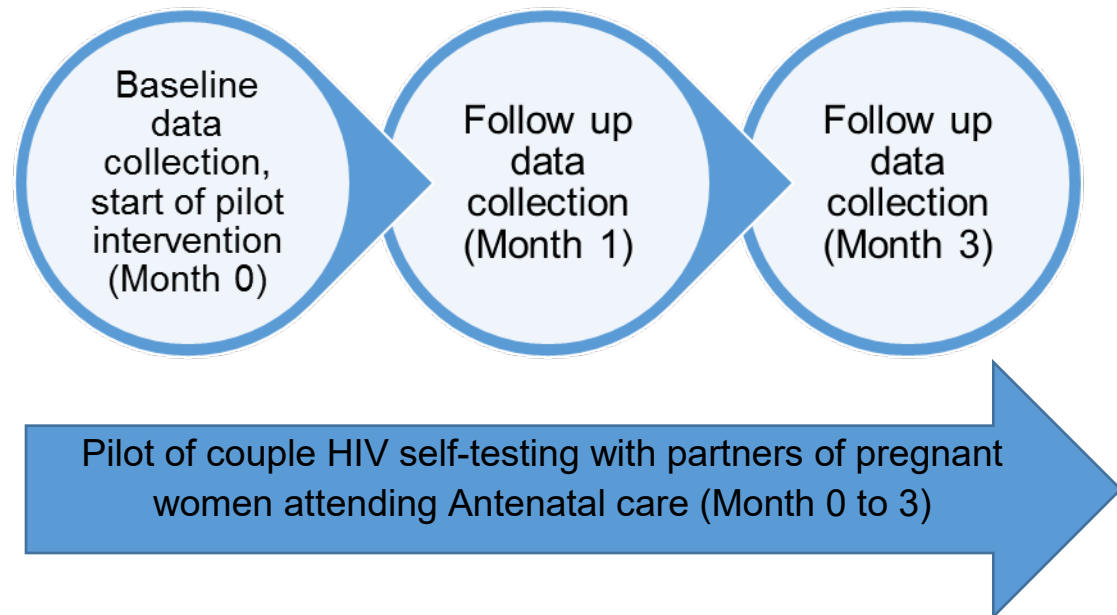 Baseline
data
collection,
start of pilot
intervention
(Month 0)
Follow up
data
collection
(Month 1)
Follow up
data
collection
(Month 3)
Pilot of couple HIV self-testing with partners of pregnant
women attending Antenatal care (Month 0 to 3)